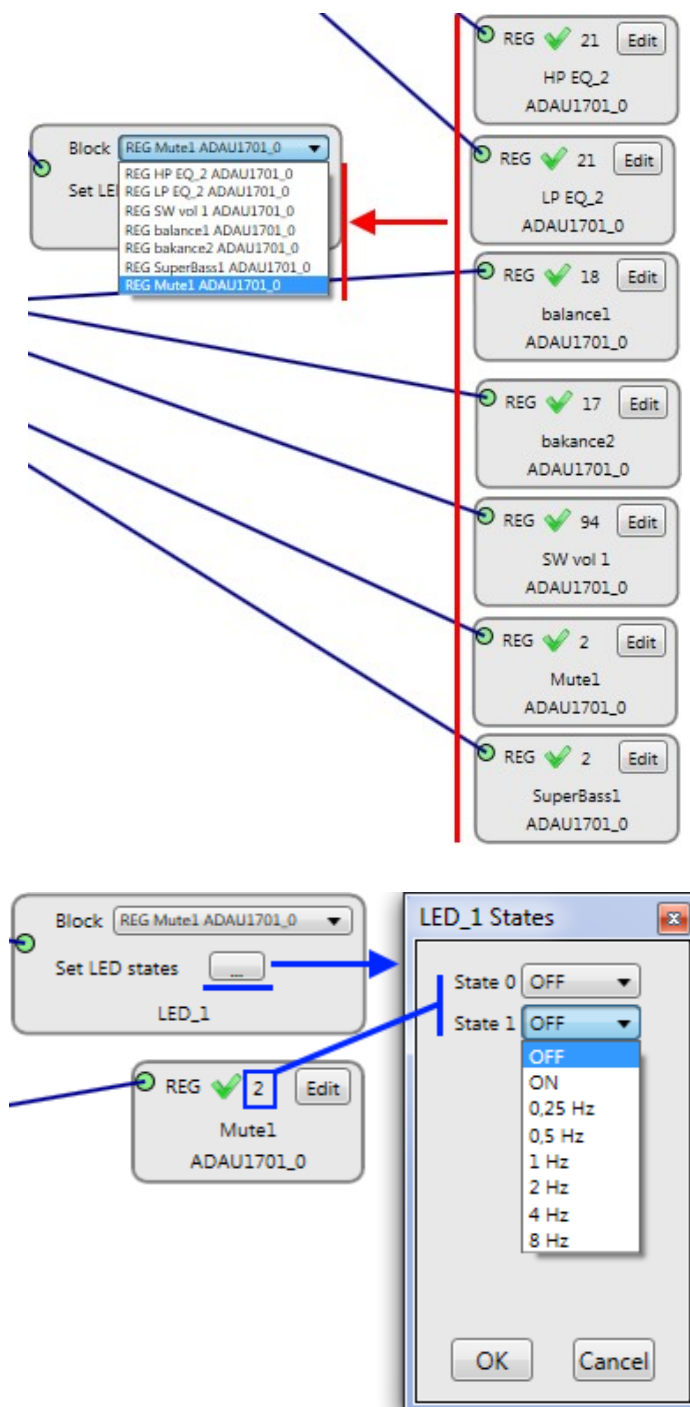 REG 21 Edit
HP EQ_2
ADAU1701_0
Block REG Mute1 ADAU1701_0
Set LE
REG HP EQ_2 ADAU1701_0
REG LP EQ_2 ADAU1701_0
REG SW vol 1 ADAU1701_0
REG balance1 ADAU1701_0
REG bakance2 ADAU1701_0
REG SuperBass1 ADAU1701_0
REG Mute1 ADAU1701_0
REG 21 Edit
LP EQ_2
ADAU1701_0
REG 18 Edit
balance1
ADAU1701_0
REG 17 Edit
bakance2
ADAU1701_0
REG 94 Edit
SW vol 1
ADAU1701_0
REG 2 Edit
Mute1
ADAU1701_0
REG 2 Edit
SuperBass1
ADAU1701_0
Block REG Mute1 ADAU1701_0
Set LED states ...
LED_1
REG 2 Edit
Mute1
ADAU1701_0
LED_1 States
State 0 OFF
State 1 OFF
OFF
ON
0,25 Hz
0,5 Hz
1 Hz
2 Hz
4 Hz
8 Hz
OK Cancel